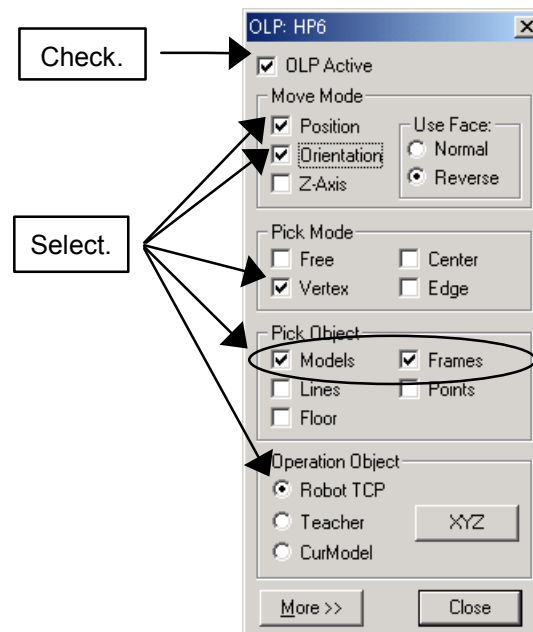 OLP: HP6
Check.
OLP Active
Move Mode
Position
Orientation
Z-Axis
Use Face:
Normal
Reverse
Select.
Pick Mode
Free
Center
Vertex
Edge
Pick Object
Models
Frames
Lines
Points
Floor
Operation Object
Robot TCP
Teacher
XYZ
CurModel
More >>
Close